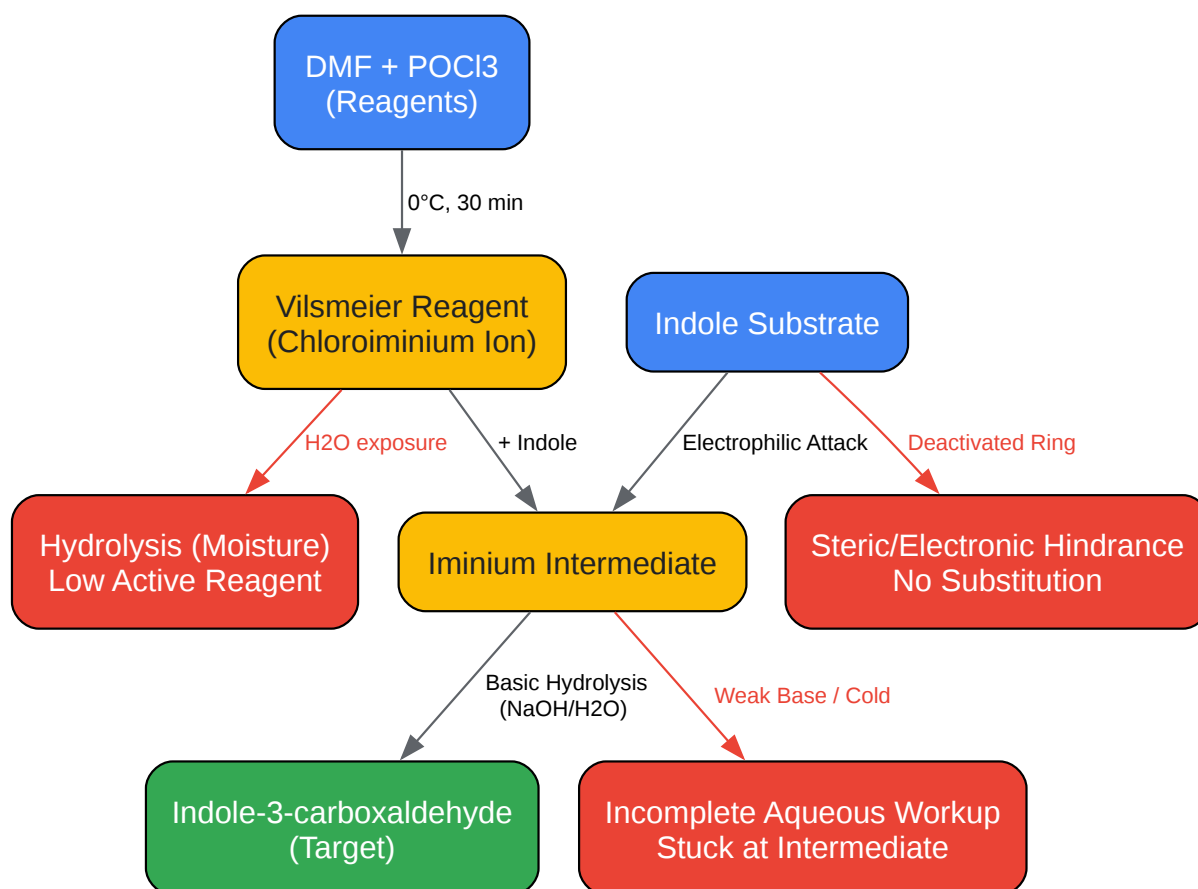 DMF + POCl3
(Reagents)
0°C, 30 min
Vilsmeier Reagent
(Chloroiminium Ion)
Indole Substrate
H2O exposure
+ Indole
Electrophilic Attack
Deactivated Ring
Hydrolysis (Moisture)
Low Active Reagent
Iminium Intermediate
Steric/Electronic Hindrance
No Substitution
Basic Hydrolysis
(NaOH/H2O)
Weak Base / Cold
Indole-3-carboxaldehyde
(Target)
Incomplete Aqueous Workup
Stuck at Intermediate